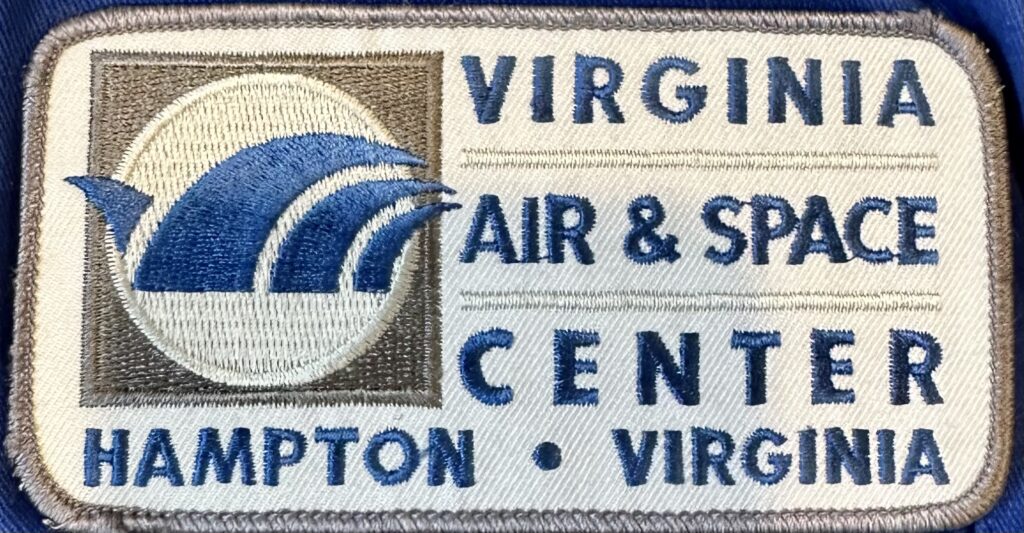 VIRGINIA
AIR & SPACE
CENTER
HAMPTON • VIRGINIA